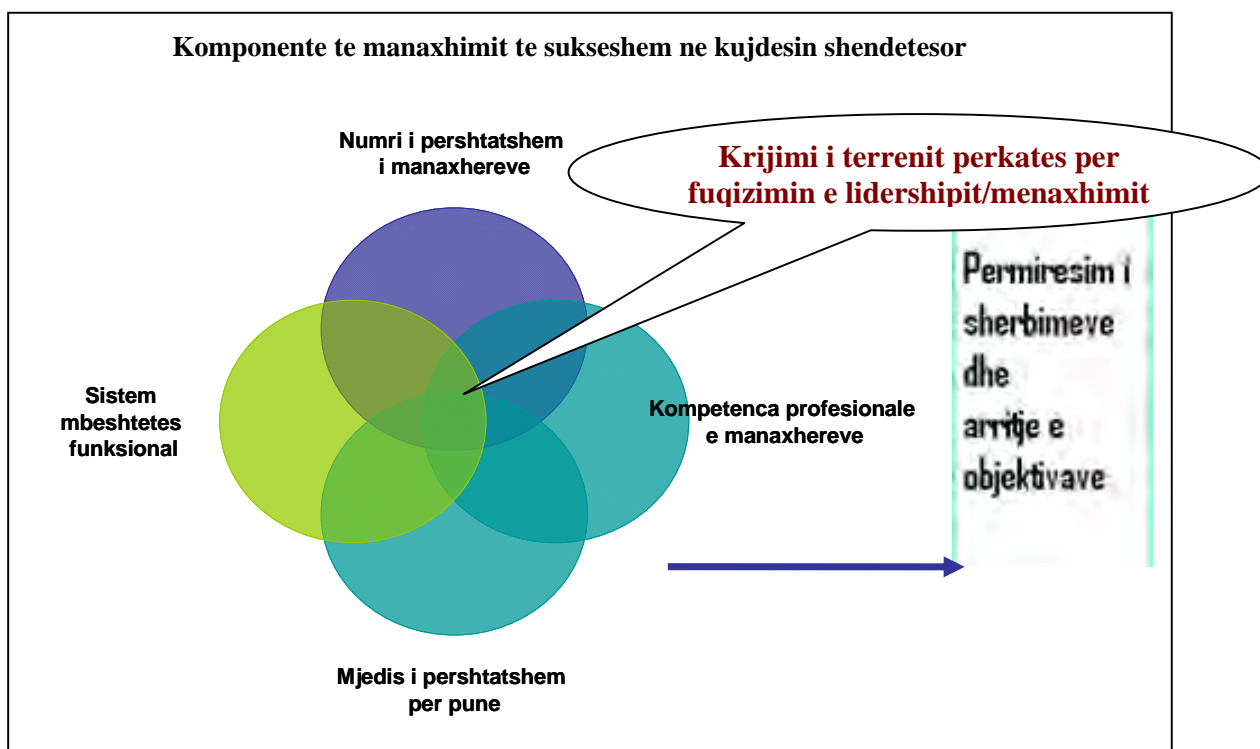 Komponente te manaxhimit te sukseshem ne kujdesin shendetesor
Numri i pershtatshem
i manaxhereve
Krijimi i terrenit perkates per
fuqizimin e lidershipit/menaxhimit
Permiresim i
sherbimeve
dhe
arritje e
objektivave
Sistem
mbeshtetes
funksional
Kompetenca profesionale
e manaxhereve
Mjedis i pershtatshem
per pune